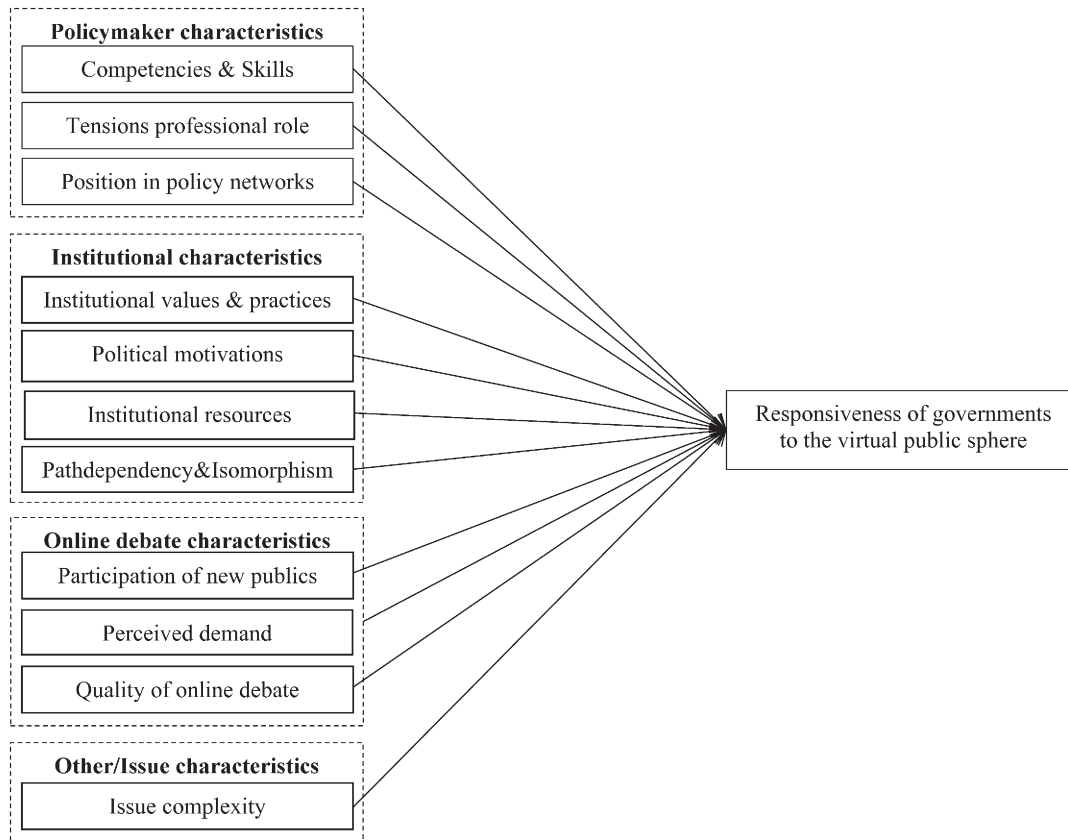 Policymaker characteristics
Competencies & Skills
Tensions professional role
Position in policy networks
Institutional characteristics
Institutional values & practices
Political motivations
Institutional resources
Pathdependency&Isomorphism
Online debate characteristics
Participation of new publics
Perceived demand
Quality of online debate
Other/Issue characteristics
Issue complexity
Responsiveness of governments
to the virtual public sphere